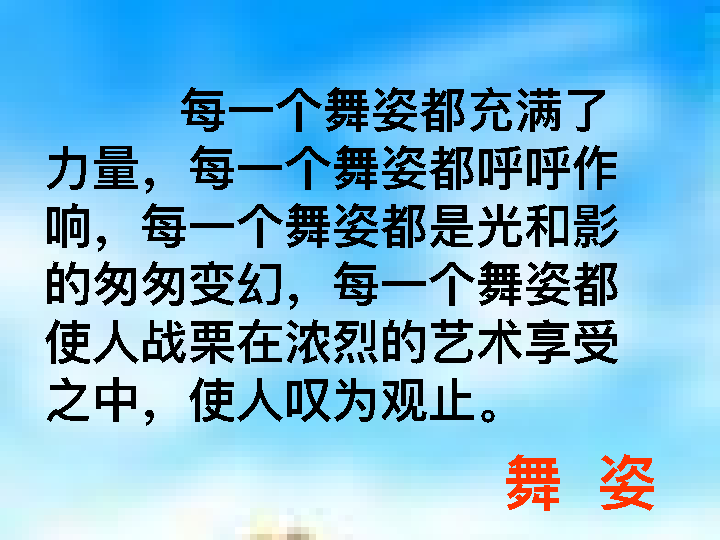 每一个舞姿都充满了
力量，每一个舞姿都呼呼作
响，每一个舞姿都是光和影
的匆匆变幻，每一个舞姿都
使人战栗在浓烈的艺术享受
之中，使人叹为观止。
舞 姿